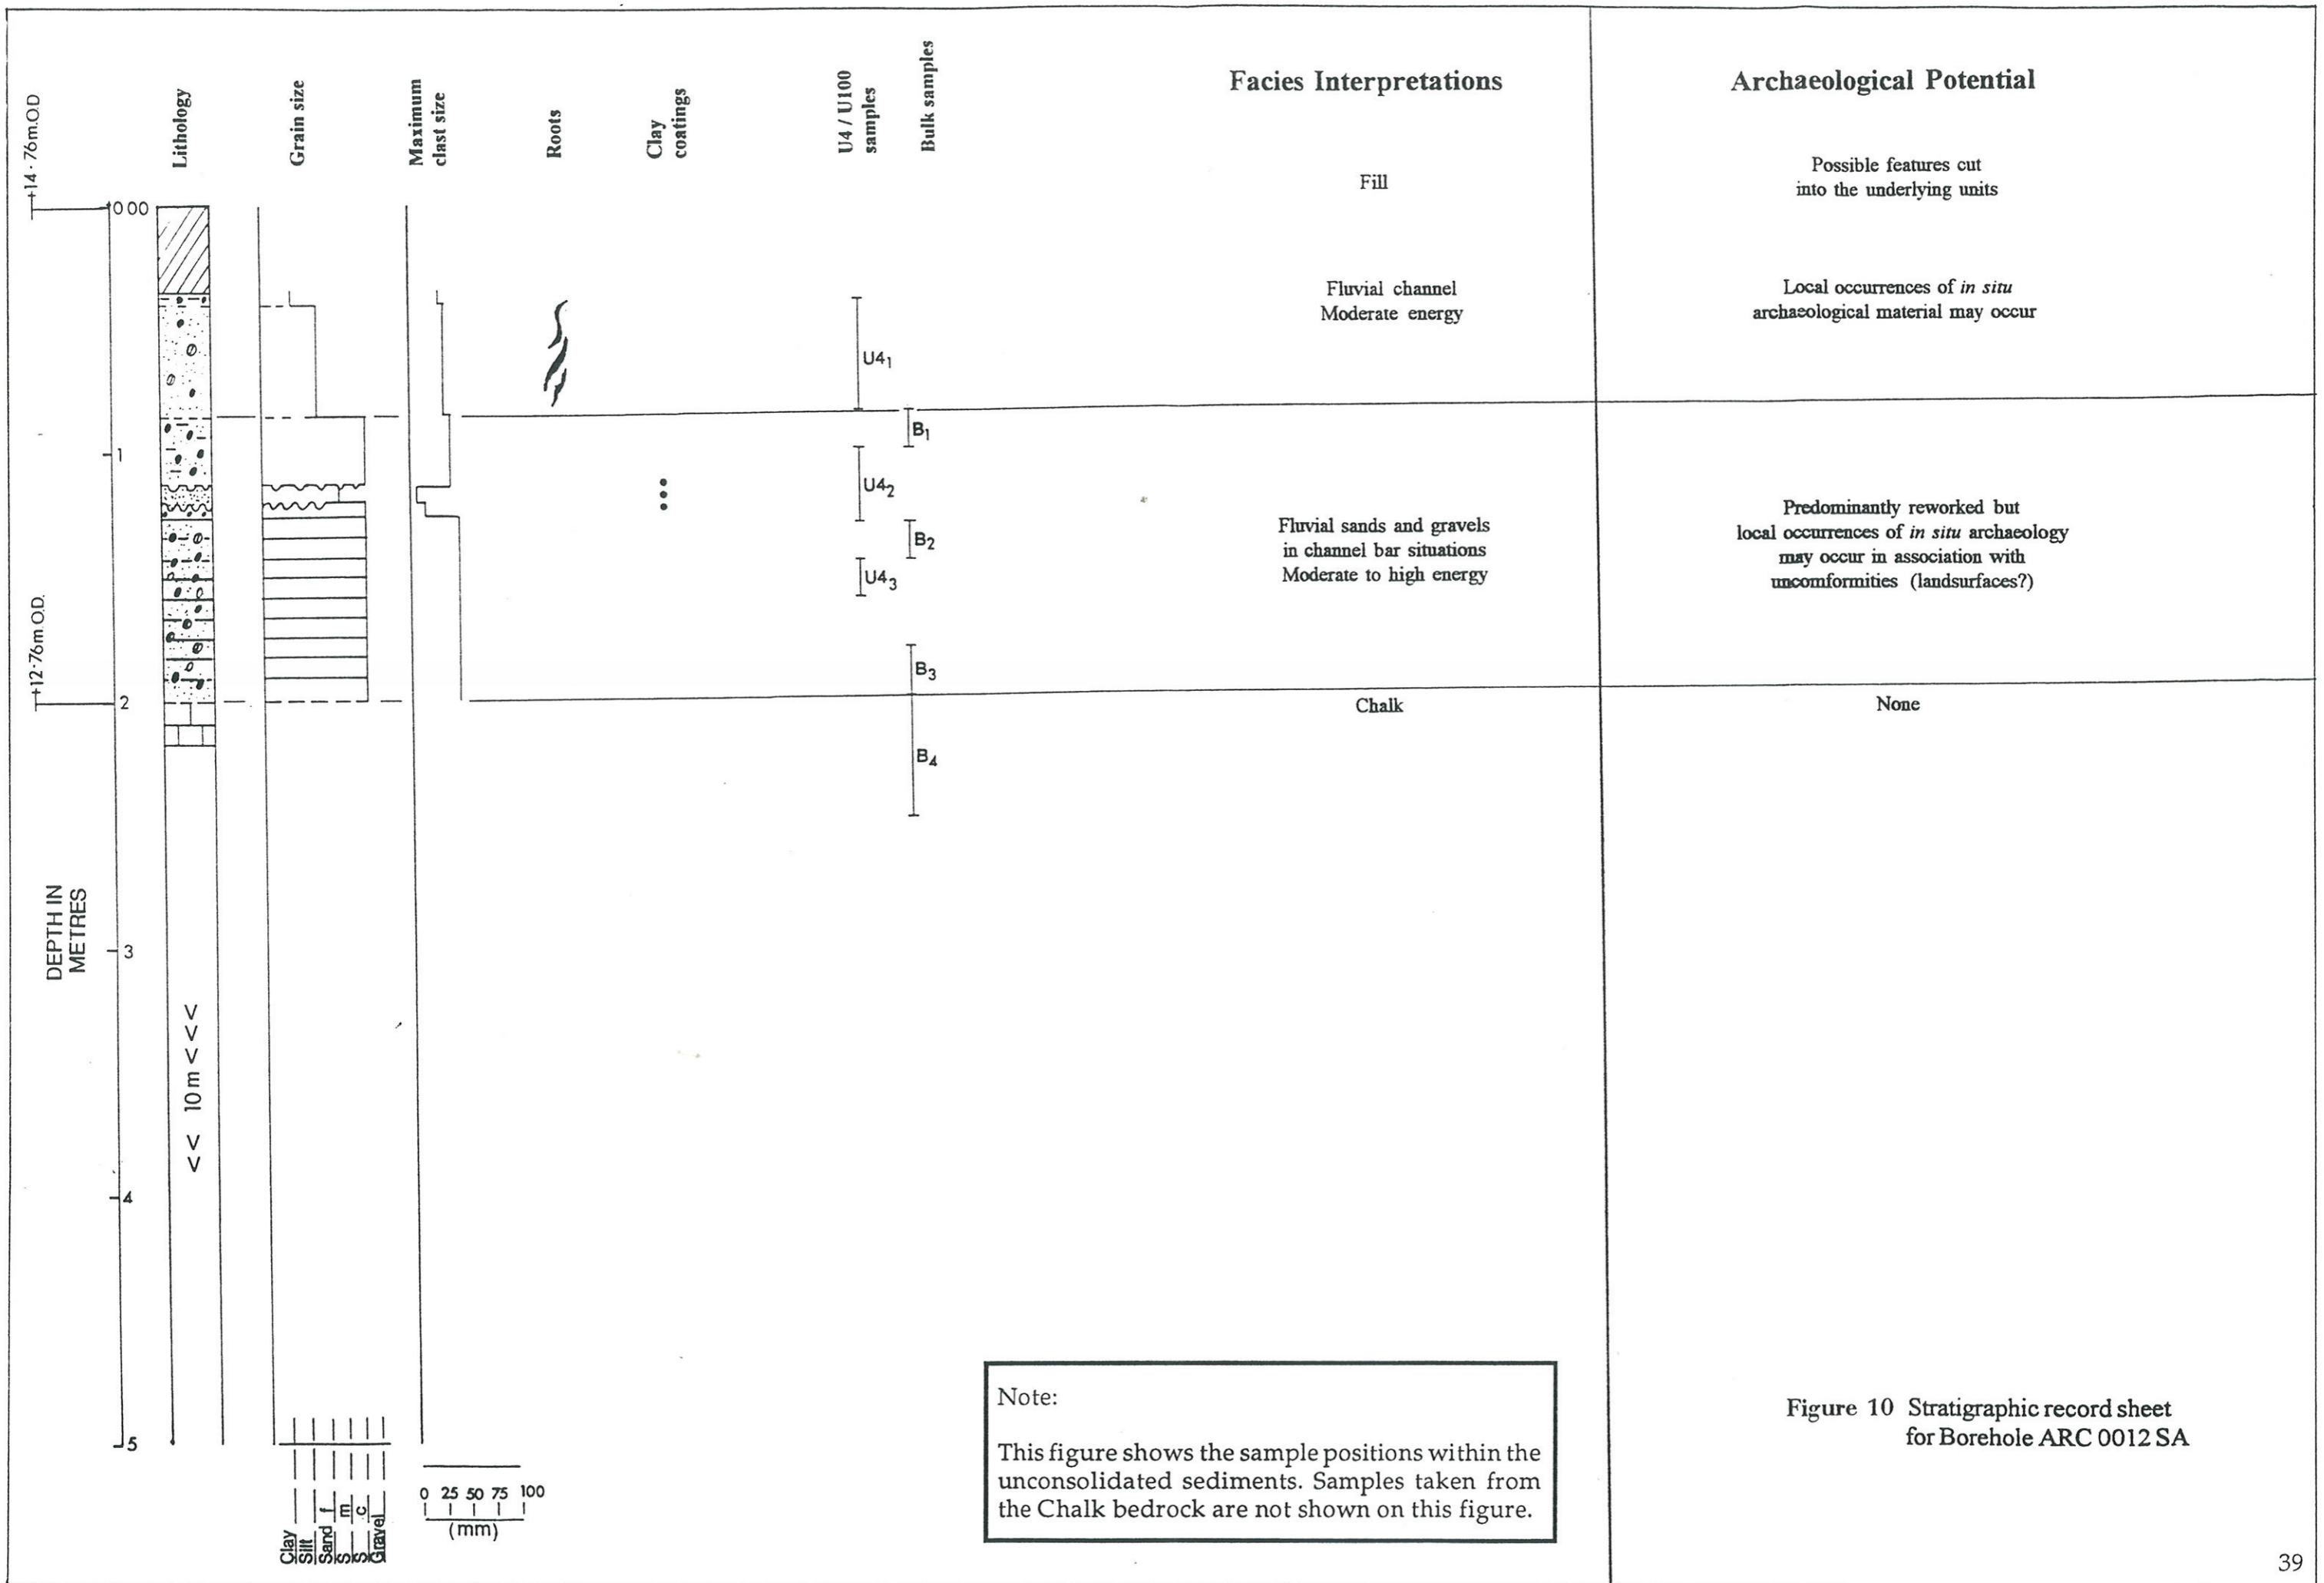 +14·76m.O.D
Lithology
Grain size
Maximum
clast size
Roots
Clay
coatings
U4 / U100
samples
Bulk samples
Facies Interpretations
Archaeological Potential
Fill
Possible features cut
into the underlying units
0 00
Fluvial channel
Moderate energy
Local occurrences of in situ
archaeological material may occur
U4₁
B₁
1
U4₂
B₂
U4₃
Fluvial sands and gravels
in channel bar situations
Moderate to high energy
Predominantly reworked but
local occurrences of in situ archaeology
may occur in association with
uncomformities (landsurfaces?)
+12·76m O.D.
B₃
2
Chalk
None
B₄
DEPTH IN
METRES
3
< < < 10 m < <
4
5
Clay
Silt
Sand f
S m
S c
Gravel
0 25 50 75 100
(mm)
Note:
This figure shows the sample positions within the
unconsolidated sediments. Samples taken from
the Chalk bedrock are not shown on this figure.
Figure 10 Stratigraphic record sheet
for Borehole ARC 0012 SA
39